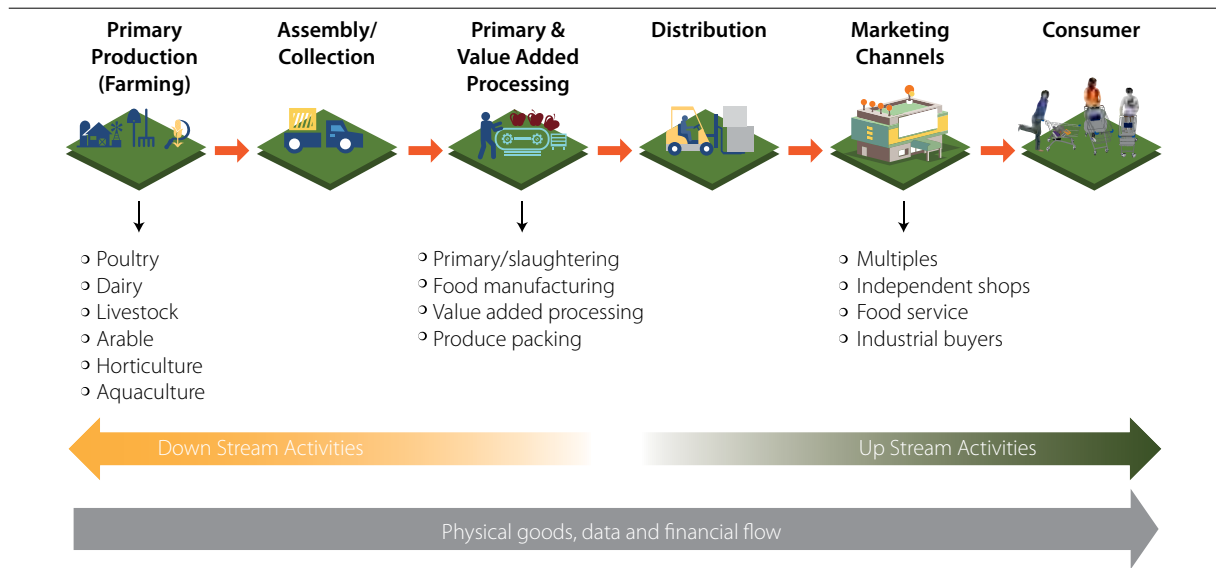 Primary
Production
(Farming)
Assembly/
Collection
Primary &
Value Added
Processing
Distribution
Marketing
Channels
Consumer
Poultry
Dairy
Livestock
Arable
Horticulture
Aquaculture
Primary/slaughtering
Food manufacturing
Value added processing
Produce packing
Multiples
Independent shops
Food service
Industrial buyers
Down Stream Activities
Up Stream Activities
Physical goods, data and financial flow